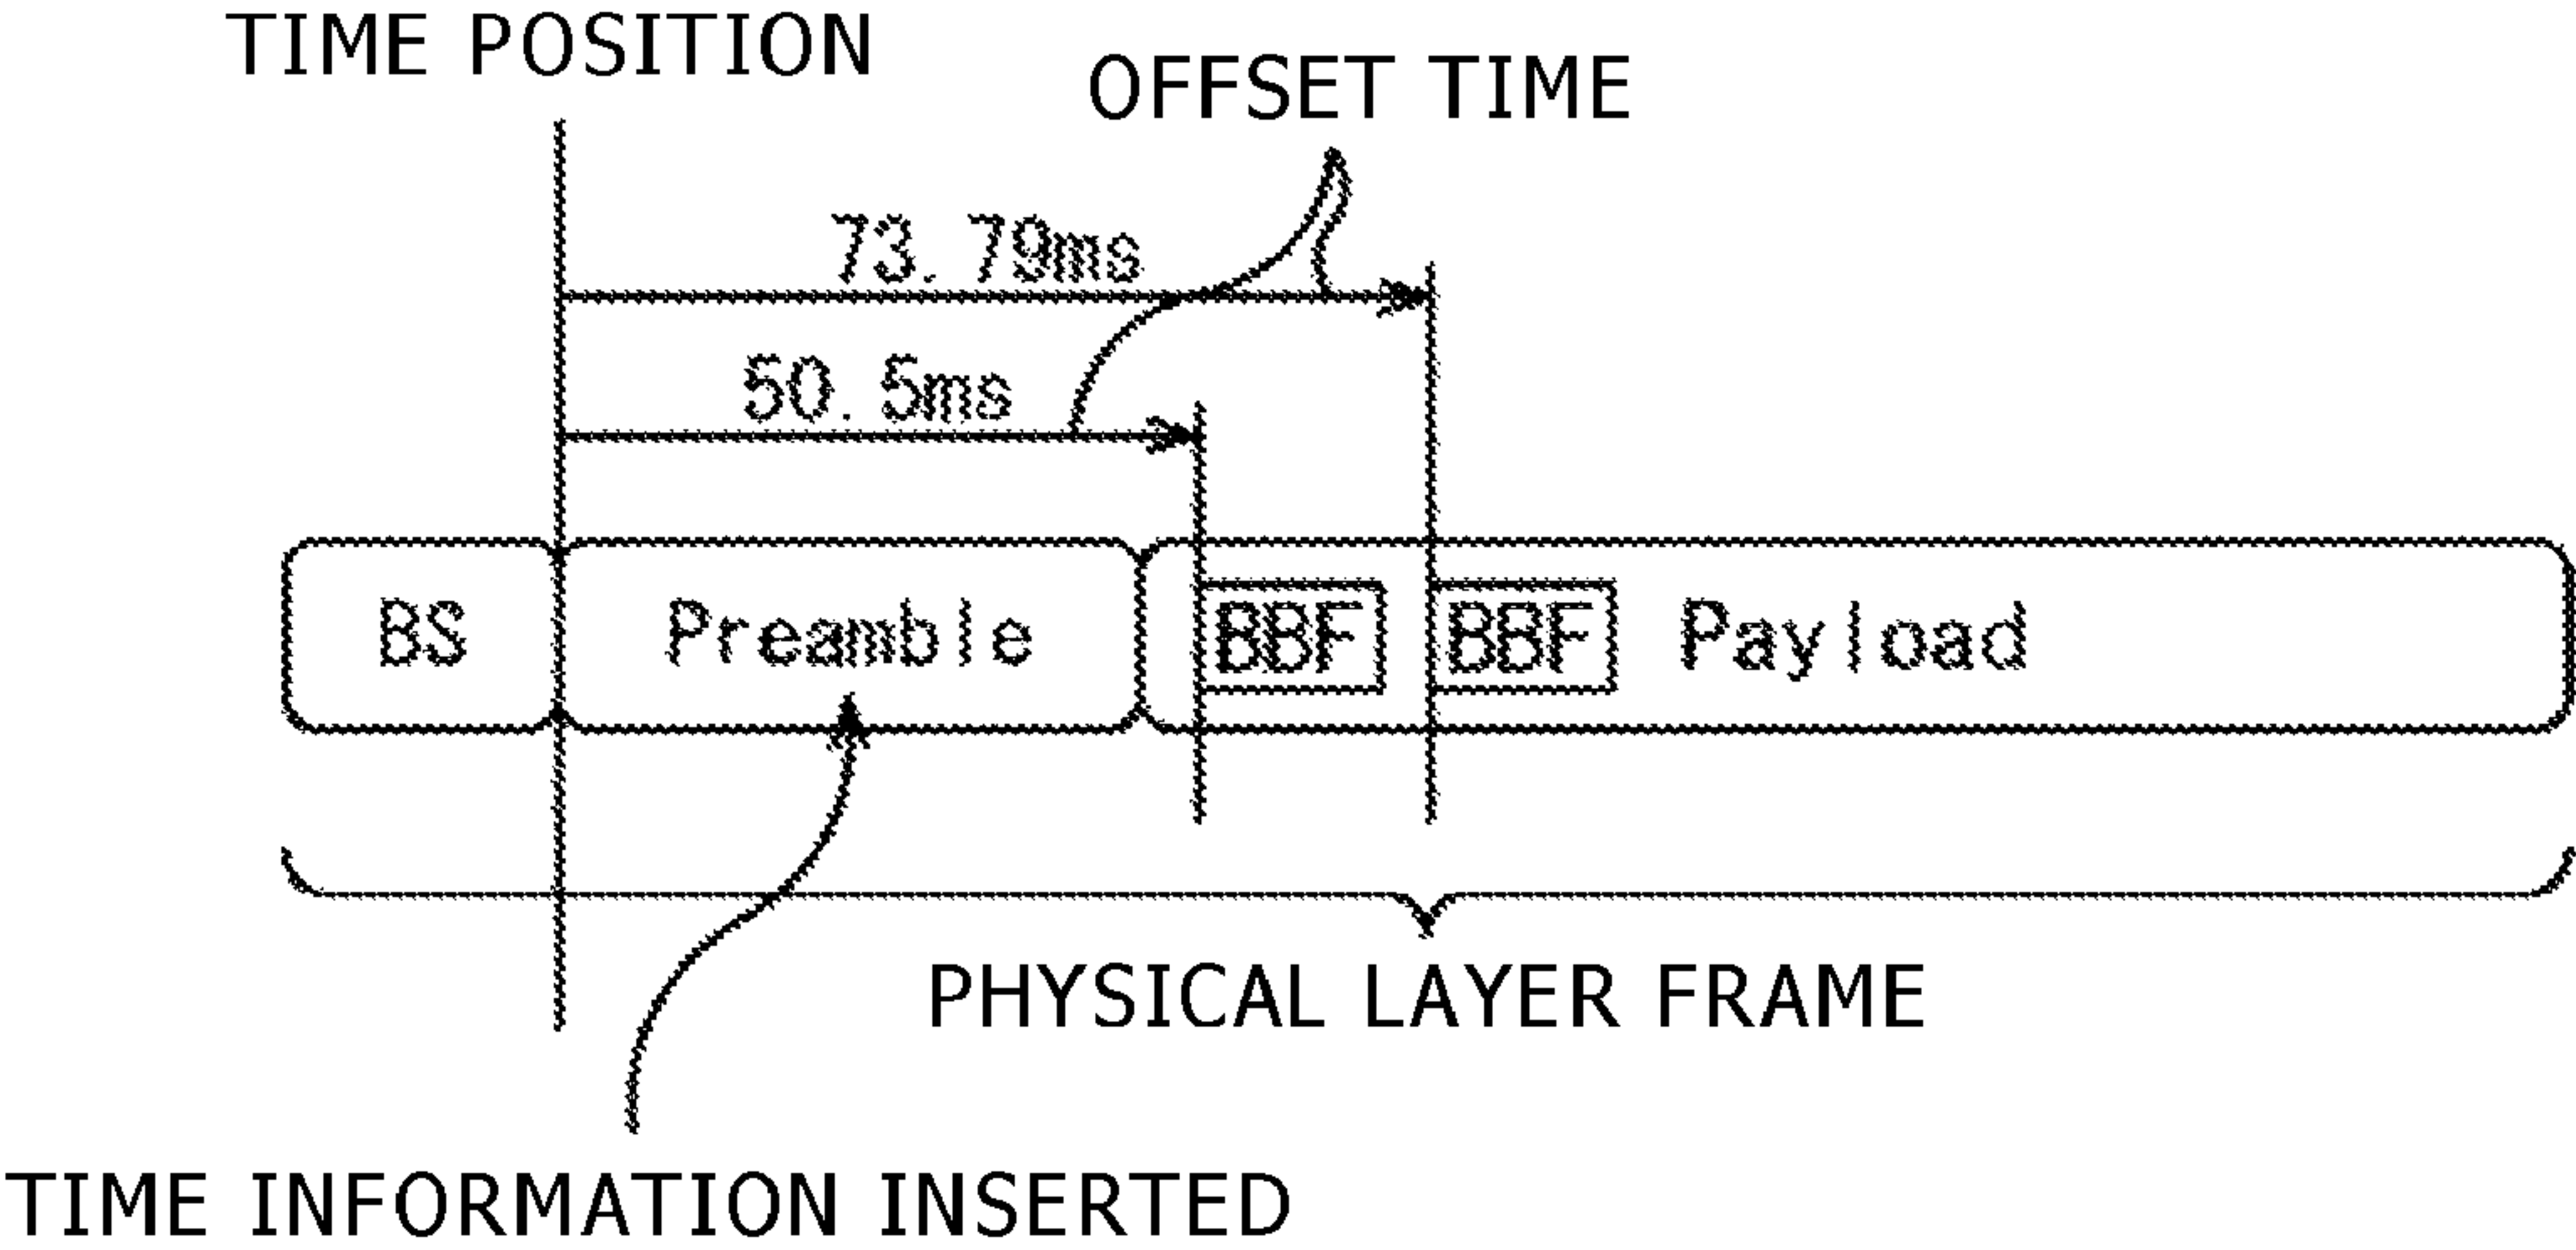 TIME POSITION
OFFSET TIME
73.79ms
50.5ms
BS Preamble BBF BBF Payload
PHYSICAL LAYER FRAME
TIME INFORMATION INSERTED